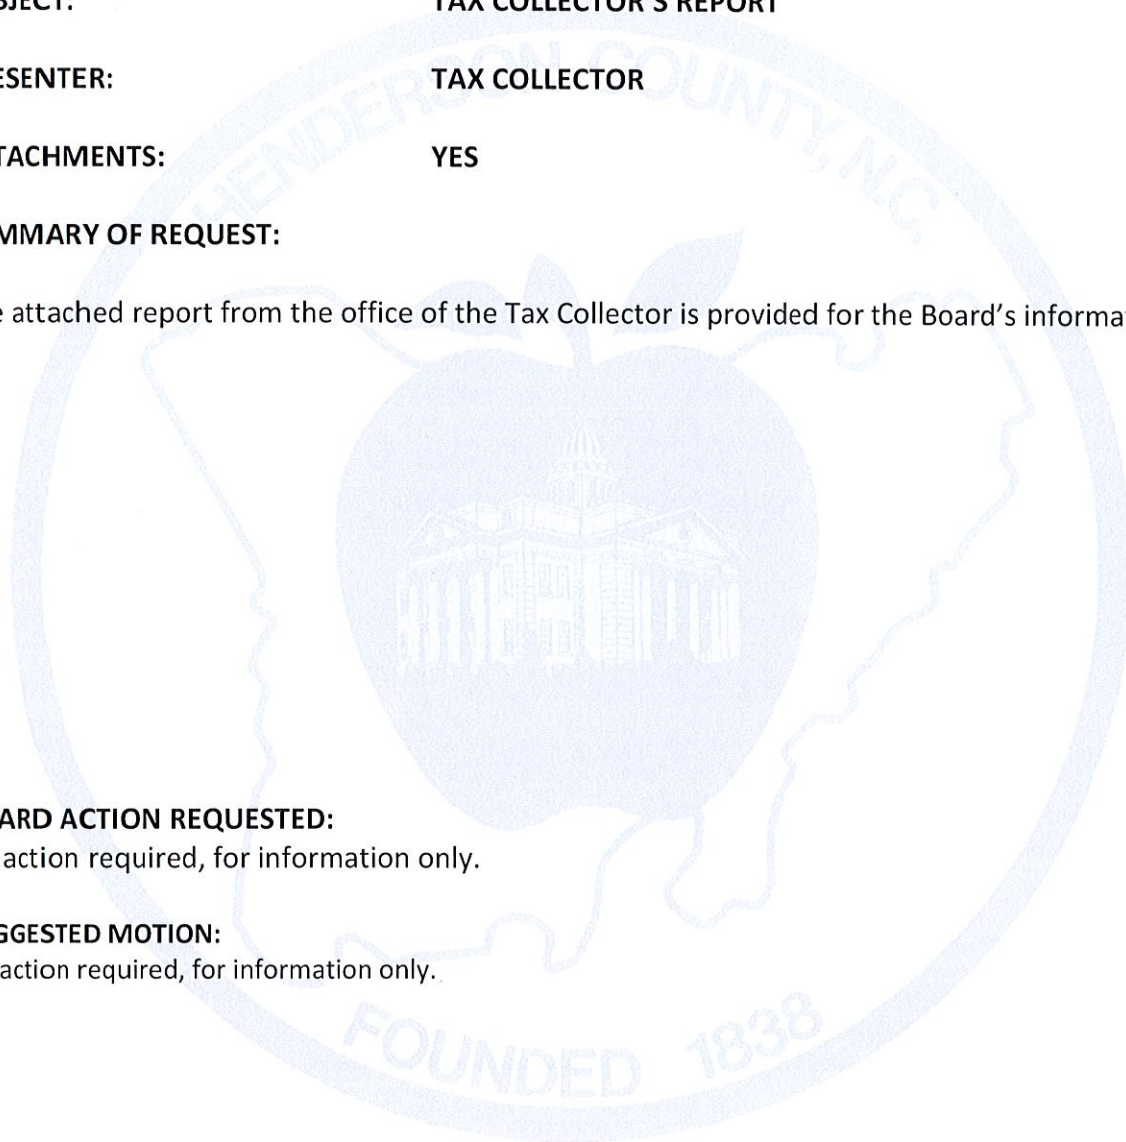 BJECT: TAX COLLECTOR'S REPORT
ESENTER: TAX COLLECTOR
TACHMENTS: YES
MMARY OF REQUEST:
e attached report from the office of the Tax Collector is provided for the Board's informa
ARD ACTION REQUESTED:
action required, for information only.
GGESTED MOTION:
action required, for information only.
HENDERSON COUNTY, N.C.
FOUNDED 1838